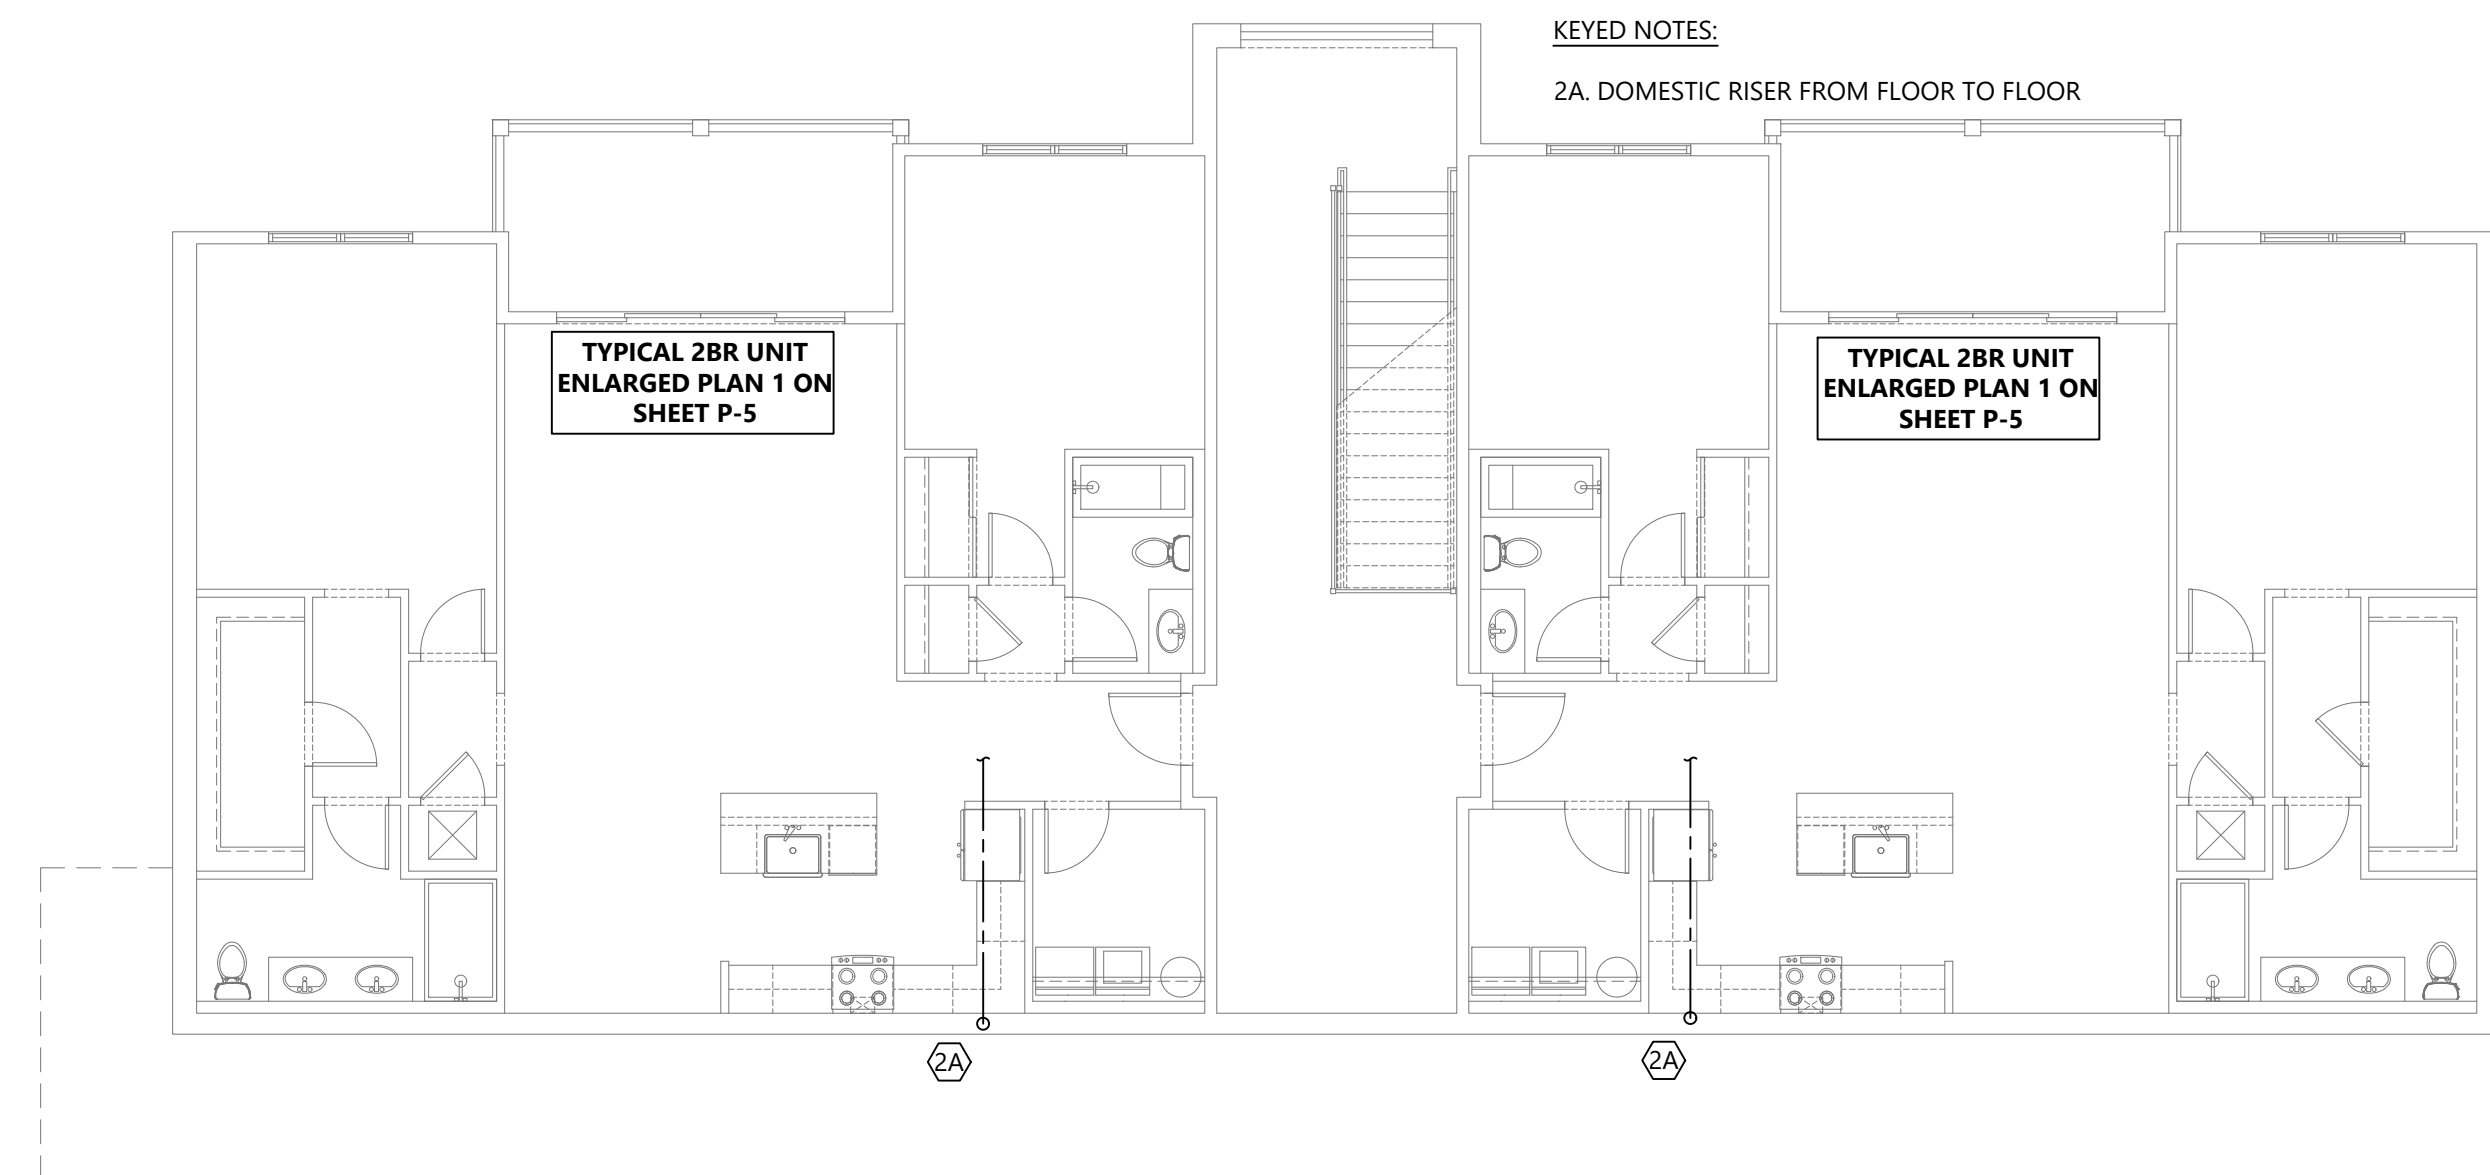 KEYED NOTES:
2A. DOMESTIC RISER FROM FLOOR TO FLOOR
TYPICAL 2BR UNIT
ENLARGED PLAN 1 ON
SHEET P-5
TYPICAL 2BR UNIT
ENLARGED PLAN 1 ON
SHEET P-5
2A
2A